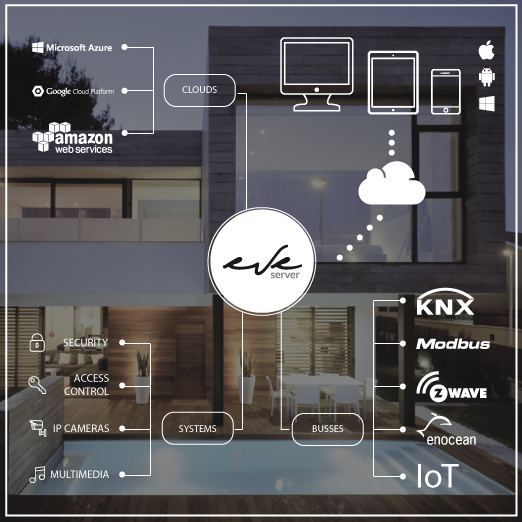 Microsoft Azure
Google Cloud Platform
amazon
web services
CLOUDS
eve
server
SECURITY
ACCESS
CONTROL
IP CAMERAS
MULTIMEDIA
SYSTEMS
BUSSES
KNX
Modbus
Z WAVE
enocean
IoT